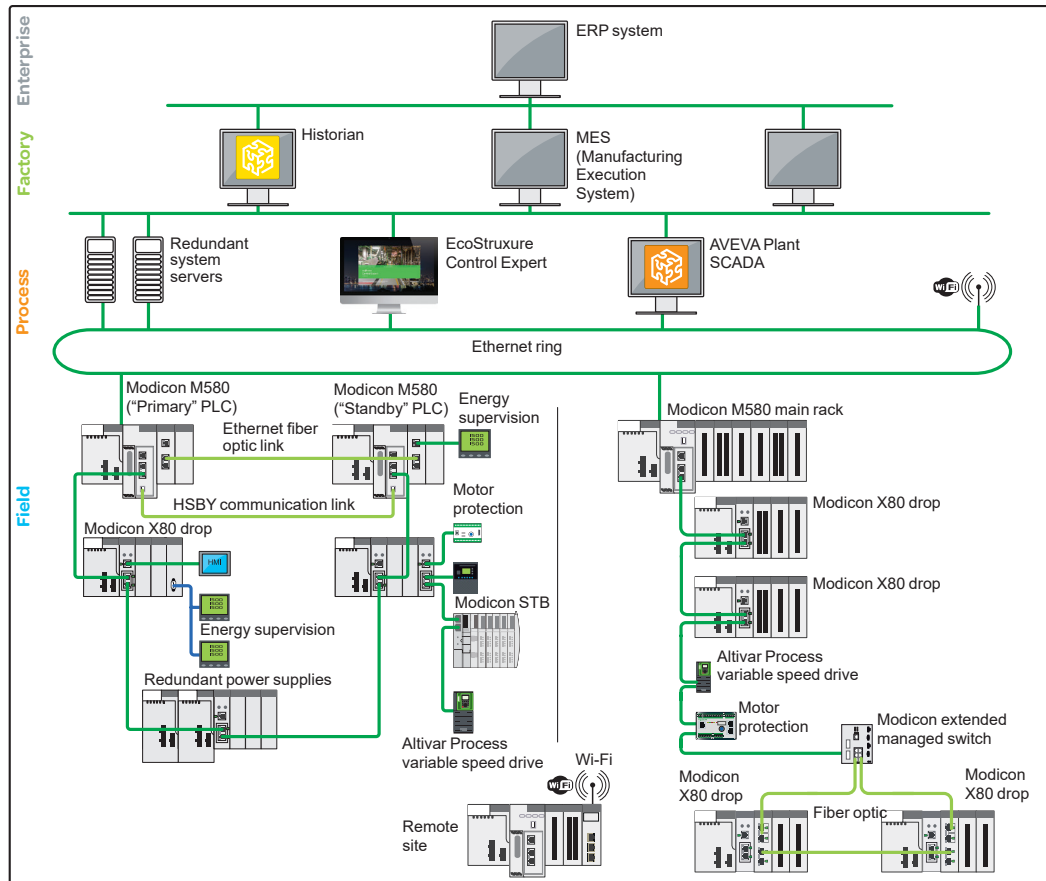 Enterprise
ERP system
Factory
Historian
MES
(Manufacturing
Execution
System)
Process
Redundant
system
servers
EcoStruxure
Control Expert
AVEVA Plant
SCADA
Wi Fi
Ethernet ring
Field
Modicon M580
(“Primary” PLC)
Modicon M580
(“Standby” PLC)
Energy
supervision
Ethernet fiber
optic link
HSBY communication link
Motor
protection
Modicon X80 drop
HMI
Energy supervision
Modicon STB
Redundant power supplies
Altivar Process
variable speed drive
Modicon M580 main rack
Modicon X80 drop
Modicon X80 drop
Altivar Process
variable speed drive
Motor
protection
Modicon extended
managed switch
Modicon
X80 drop
Modicon
X80 drop
Fiber optic
Wi-Fi
Wi Fi
Remote
site